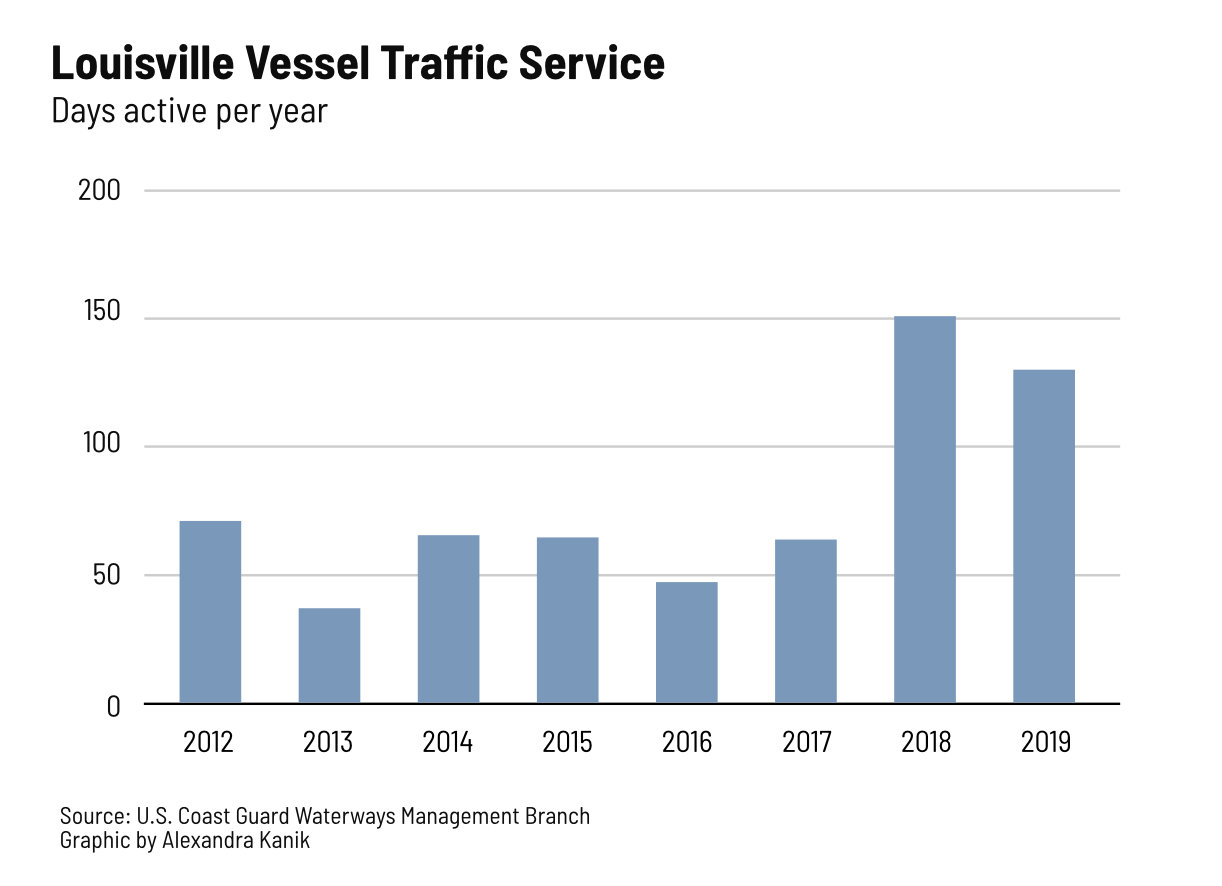 Louisville Vessel Traffic Service
Days active per year
200
150
100
50
0
2012 2013 2014 2015 2016 2017 2018 2019
Source: U.S. Coast Guard Waterways Management Branch
Graphic by Alexandra Kanik